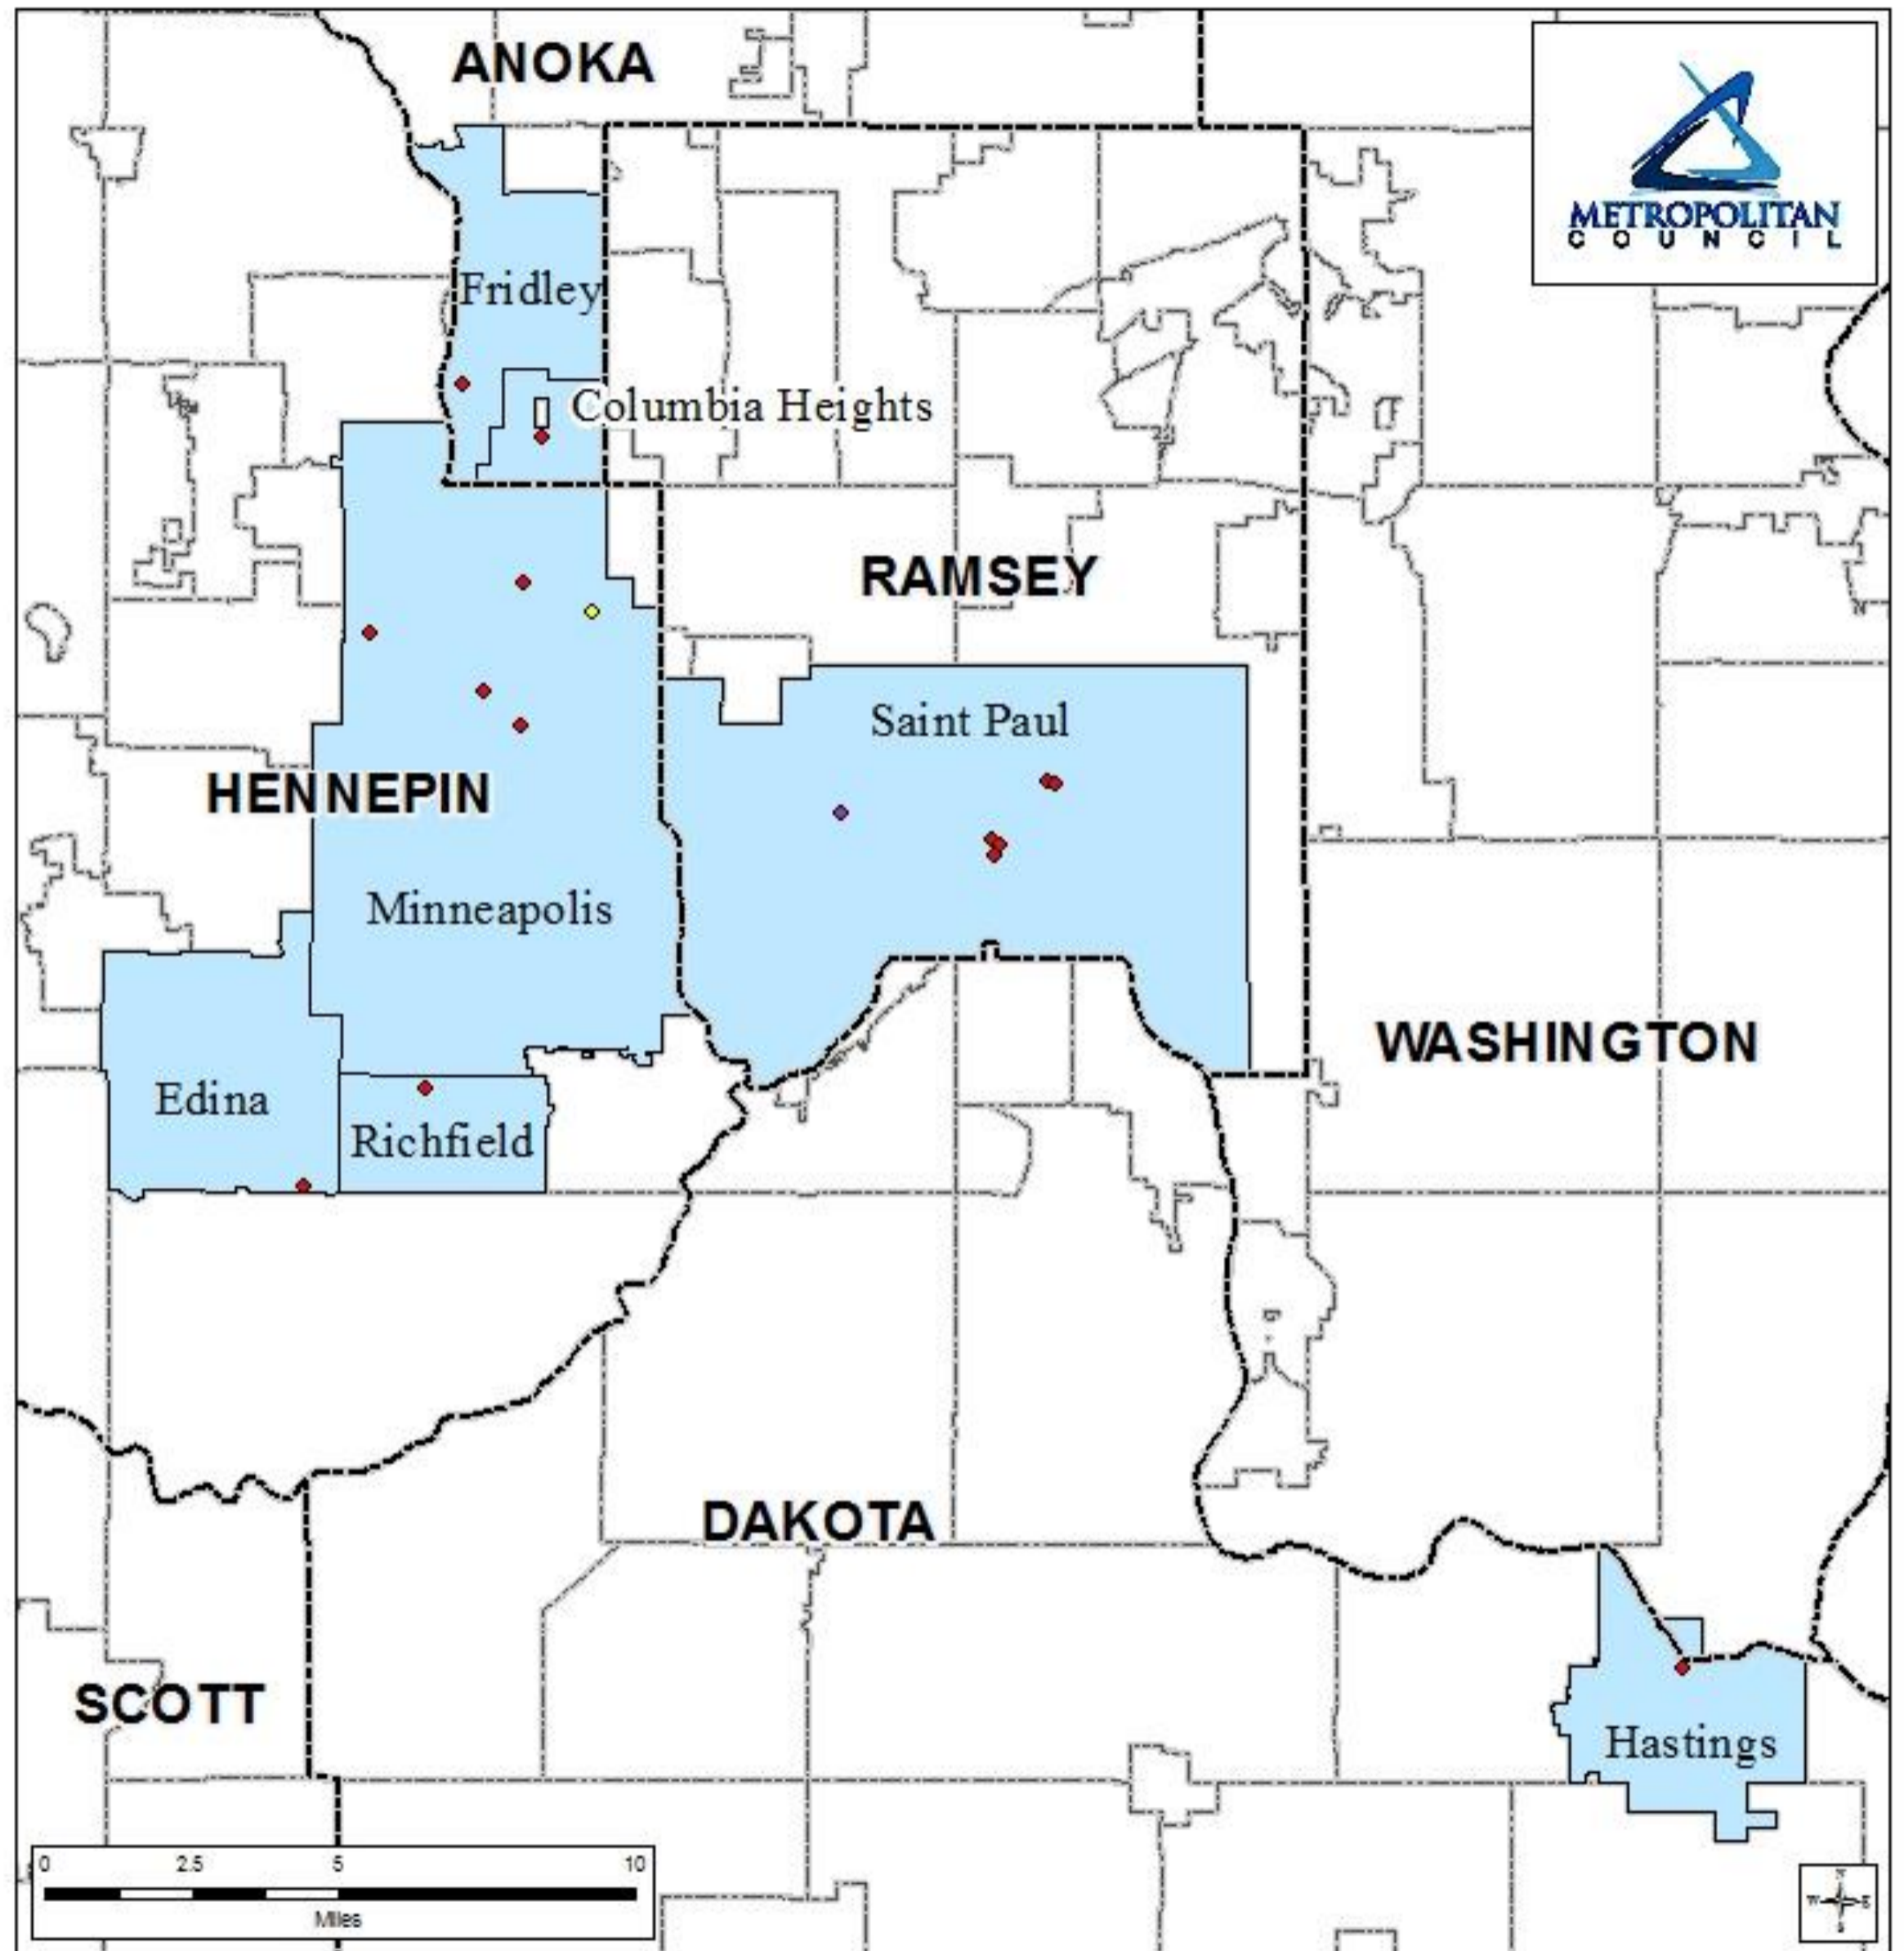 ANOKA
METROPOLITAN
COUNCIL
Fridley
Columbia Heights
RAMSEY
Saint Paul
HENNEPIN
Minneapolis
WASHINGTON
Edina
Richfield
DAKOTA
SCOTT
Hastings
0 2.5 5 10
Miles
N
W E
S